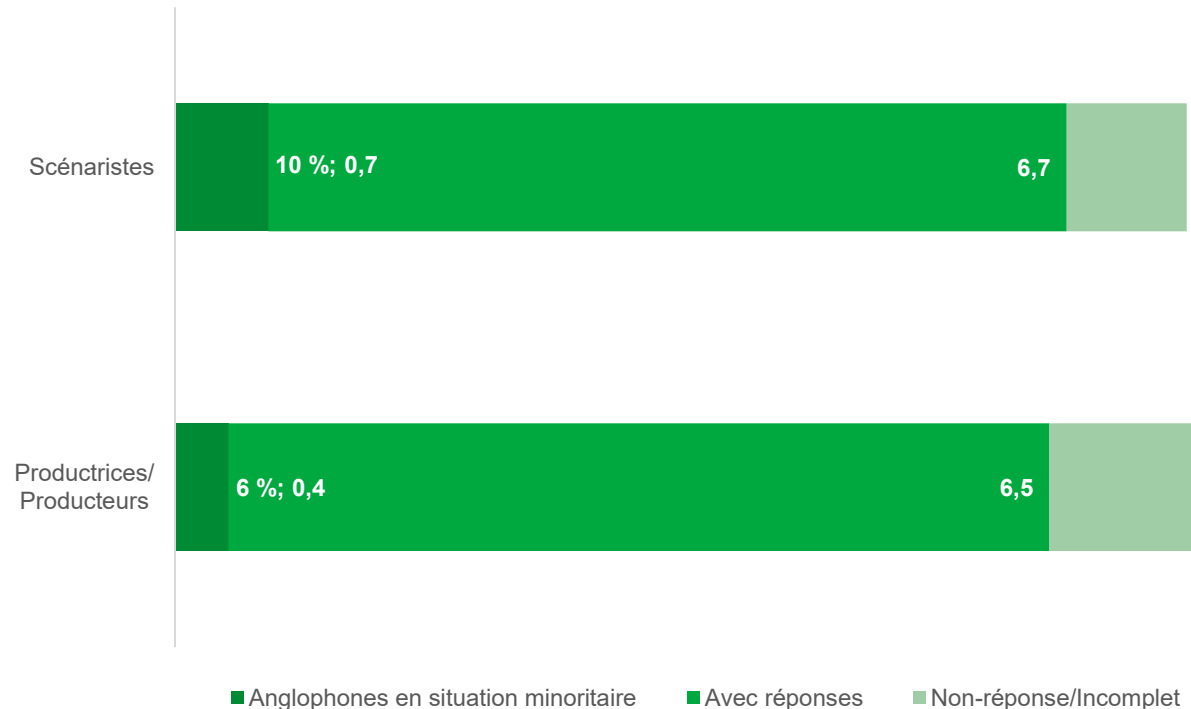 Scénaristes
10 %; 0,7
6,7
Productrices/
Producteurs
6 %; 0,4
6,5
Anglophones en situation minoritaire
Avec réponses
Non-réponse/Incomplet